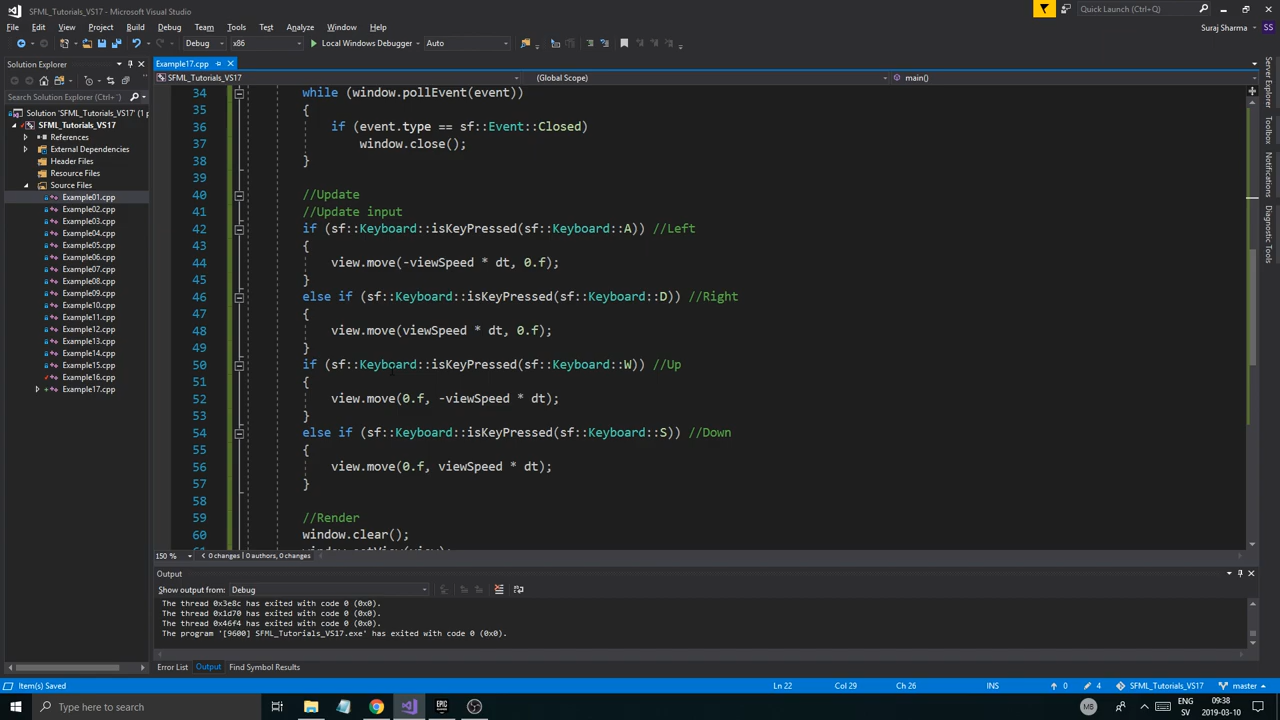 SFML_Tutorials_VS17 - Microsoft Visual Studio
Quick Launch (Ctrl+Q)
File Edit View Project Build Debug Team Tools Test Analyze Window Help
Suraj Sharma SS
Debug x86 Local Windows Debugger Auto
Solution Explorer
Search Solution Explorer (Ctrl+
Solution 'SFML_Tutorials_VS17' (1 p
SFML_Tutorials_VS17
References
External Dependencies
Header Files
Resource Files
Source Files
Example01.cpp
Example02.cpp
Example03.cpp
Example04.cpp
Example05.cpp
Example06.cpp
Example07.cpp
Example08.cpp
Example09.cpp
Example10.cpp
Example11.cpp
Example12.cpp
Example13.cpp
Example14.cpp
Example15.cpp
Example16.cpp
Example17.cpp
Example17.cpp
SFML_Tutorials_VS17 (Global Scope) main()
34 while (window.pollEvent(event))
35 {
36 if (event.type == sf::Event::Closed)
37 window.close();
38 }
39
40 //Update
41 //Update input
42 if (sf::Keyboard::isKeyPressed(sf::Keyboard::A)) //Left
43 {
44 view.move(-viewSpeed * dt, 0.f);
45 }
46 else if (sf::Keyboard::isKeyPressed(sf::Keyboard::D)) //Right
47 {
48 view.move(viewSpeed * dt, 0.f);
49 }
50 if (sf::Keyboard::isKeyPressed(sf::Keyboard::W)) //Up
51 {
52 view.move(0.f, -viewSpeed * dt);
53 }
54 else if (sf::Keyboard::isKeyPressed(sf::Keyboard::S)) //Down
55 {
56 view.move(0.f, viewSpeed * dt);
57 }
58
59 //Render
60 window.clear();
61
150 % 0 changes | 0 authors, 0 changes
Server Explorer
Toolbox
Notifications
Diagnostic Tools
Output
Show output from: Debug
The thread 0x3e8c has exited with code 0 (0x0).
The thread 0x1d70 has exited with code 0 (0x0).
The thread 0x46f4 has exited with code 0 (0x0).
The program '[9600] SFML_Tutorials_VS17.exe' has exited with code 0 (0x0).
Error List Output Find Symbol Results
Item(s) Saved Ln 22 Col 29 Ch 26 INS 0 4 SFML_Tutorials_VS17 master
Type here to search
EPIC
MB
ENG
SV
09:38
2019-03-10